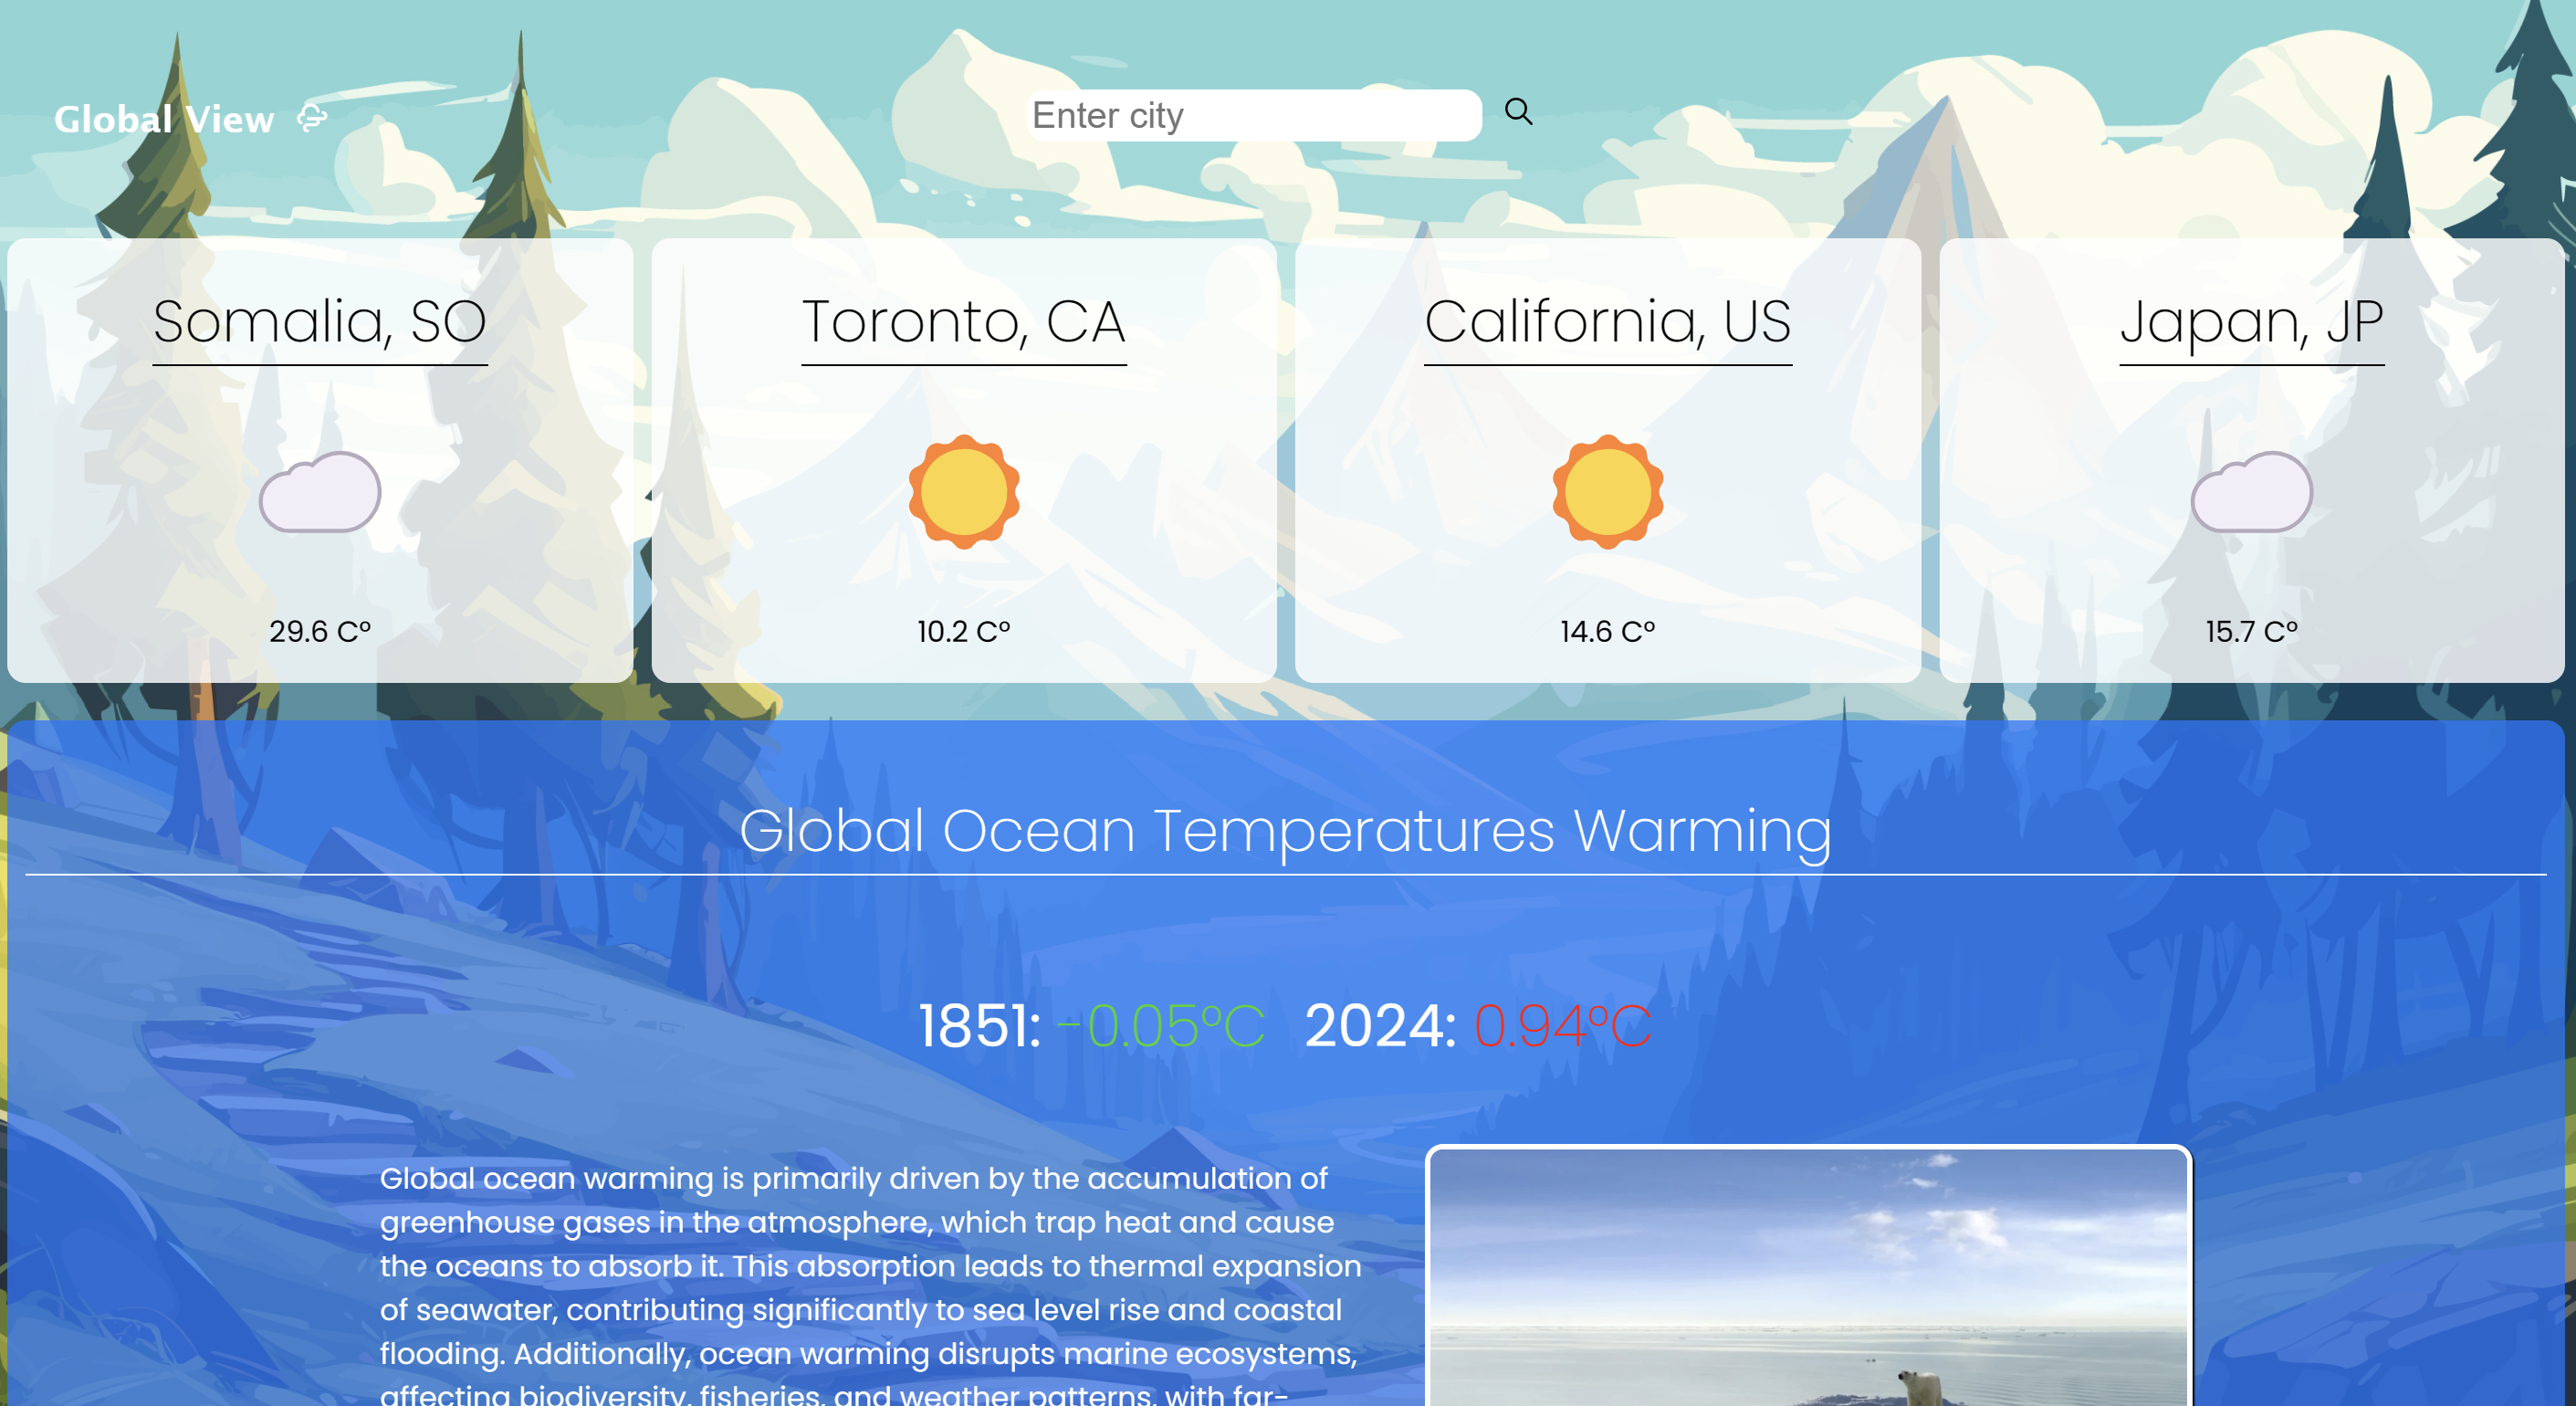 Global View
Enter city
Somalia, SO
Toronto, CA
California, US
Japan, JP
29.6 C°
10.2 C°
14.6 C°
15.7 C°
Global Ocean Temperatures Warming
1851: -0.05°C 2024: 0.94°C
Global ocean warming is primarily driven by the accumulation of
greenhouse gases in the atmosphere, which trap heat and cause
the oceans to absorb it. This absorption leads to thermal expansion
of seawater, contributing significantly to sea level rise and coastal
flooding. Additionally, ocean warming disrupts marine ecosystems,
affecting biodiversity, fisheries, and weather patterns, with far-